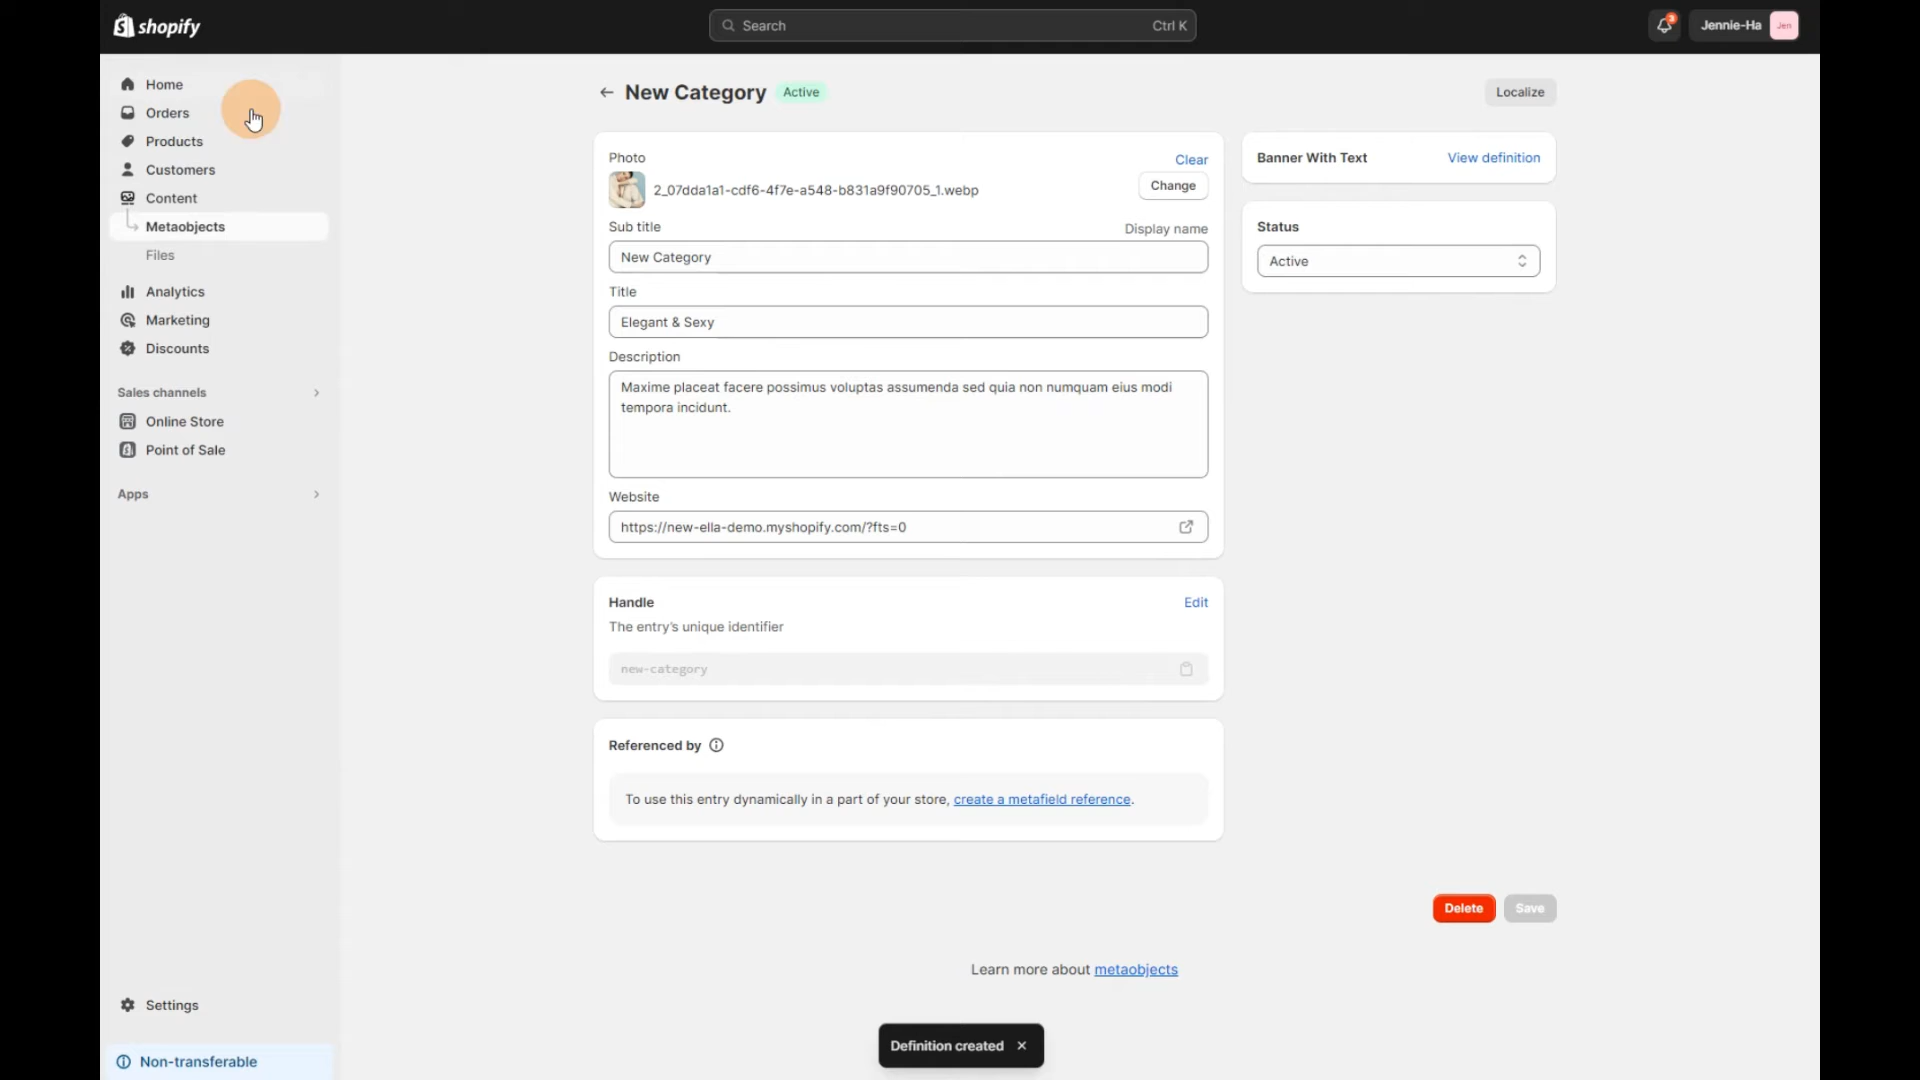 shopify
Search
Ctrl K
3
Jennie-Ha
Jen
Home
Orders
Products
Customers
Content
Metaobjects
Files
Analytics
Marketing
Discounts
Sales channels
Online Store
Point of Sale
Apps
Settings
Non-transferable
New Category
Active
Localize
Photo
Clear
2_07dda1a1-cdf6-4f7e-a548-b831a9f90705_1.webp
Change
Sub title
Display name
New Category
Title
Elegant & Sexy
Description
Maxime placeat facere possimus voluptas assumenda sed quia non numquam eius modi
tempora incidunt.
Website
https://new-ella-demo.myshopify.com/?fts=0
Handle
Edit
The entry's unique identifier
new-category
Referenced by
To use this entry dynamically in a part of your store, create a metafield reference.
Banner With Text
View definition
Status
Active
Delete
Save
Learn more about metaobjects
Definition created